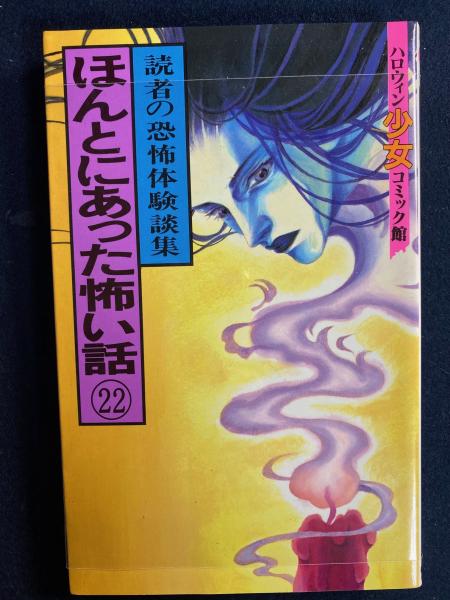 ハロウィン少女コミック館
読者の恐怖体験談集
ほんとにあった怖い話
㉒